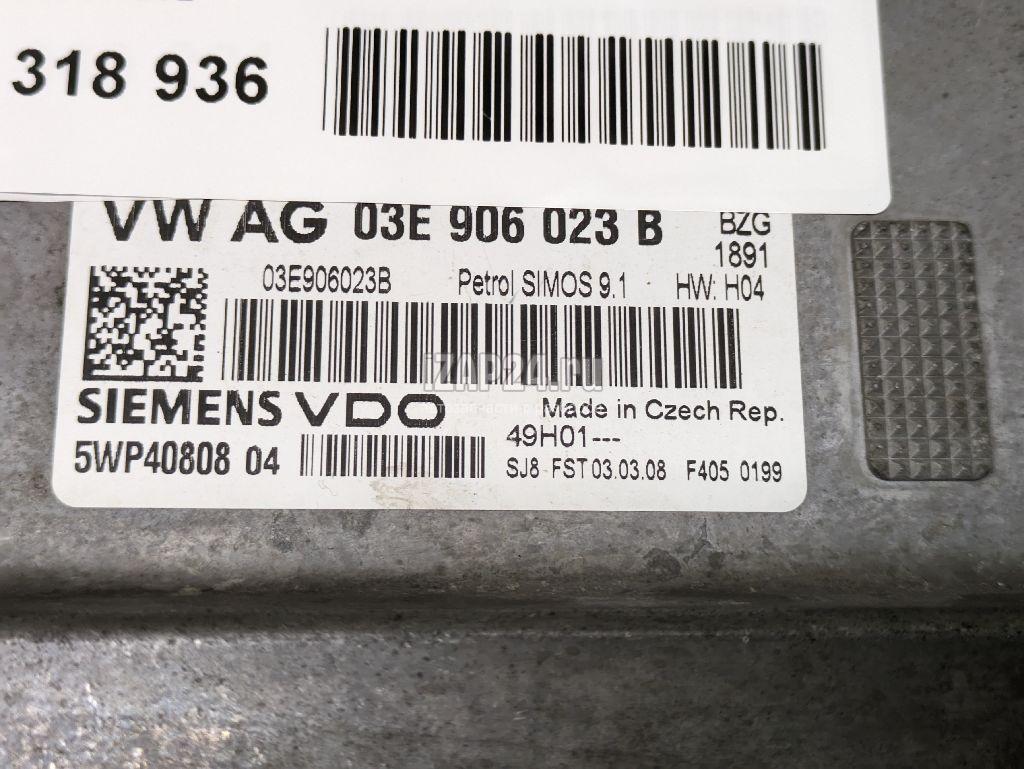 318 936
VW AG 03E 906 023 B BZG
1891
03E906023B Petrol SIMOS 9.1 HW: H04
iZAP24.ru
SIEMENS VDO Made in Czech Rep.
49H01---
5WP40808 04 SJ8 FST 03.03.08 F405 0199